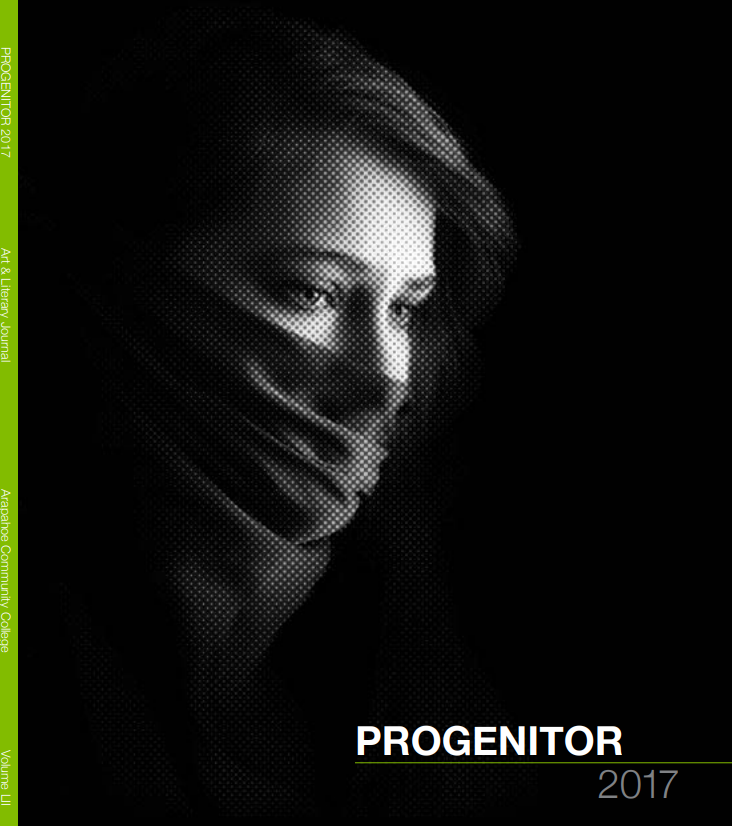 PROGENITOR 2017
Art & Literary Journal
Arapahoe Community College
Volume LII
PROGENITOR
2017